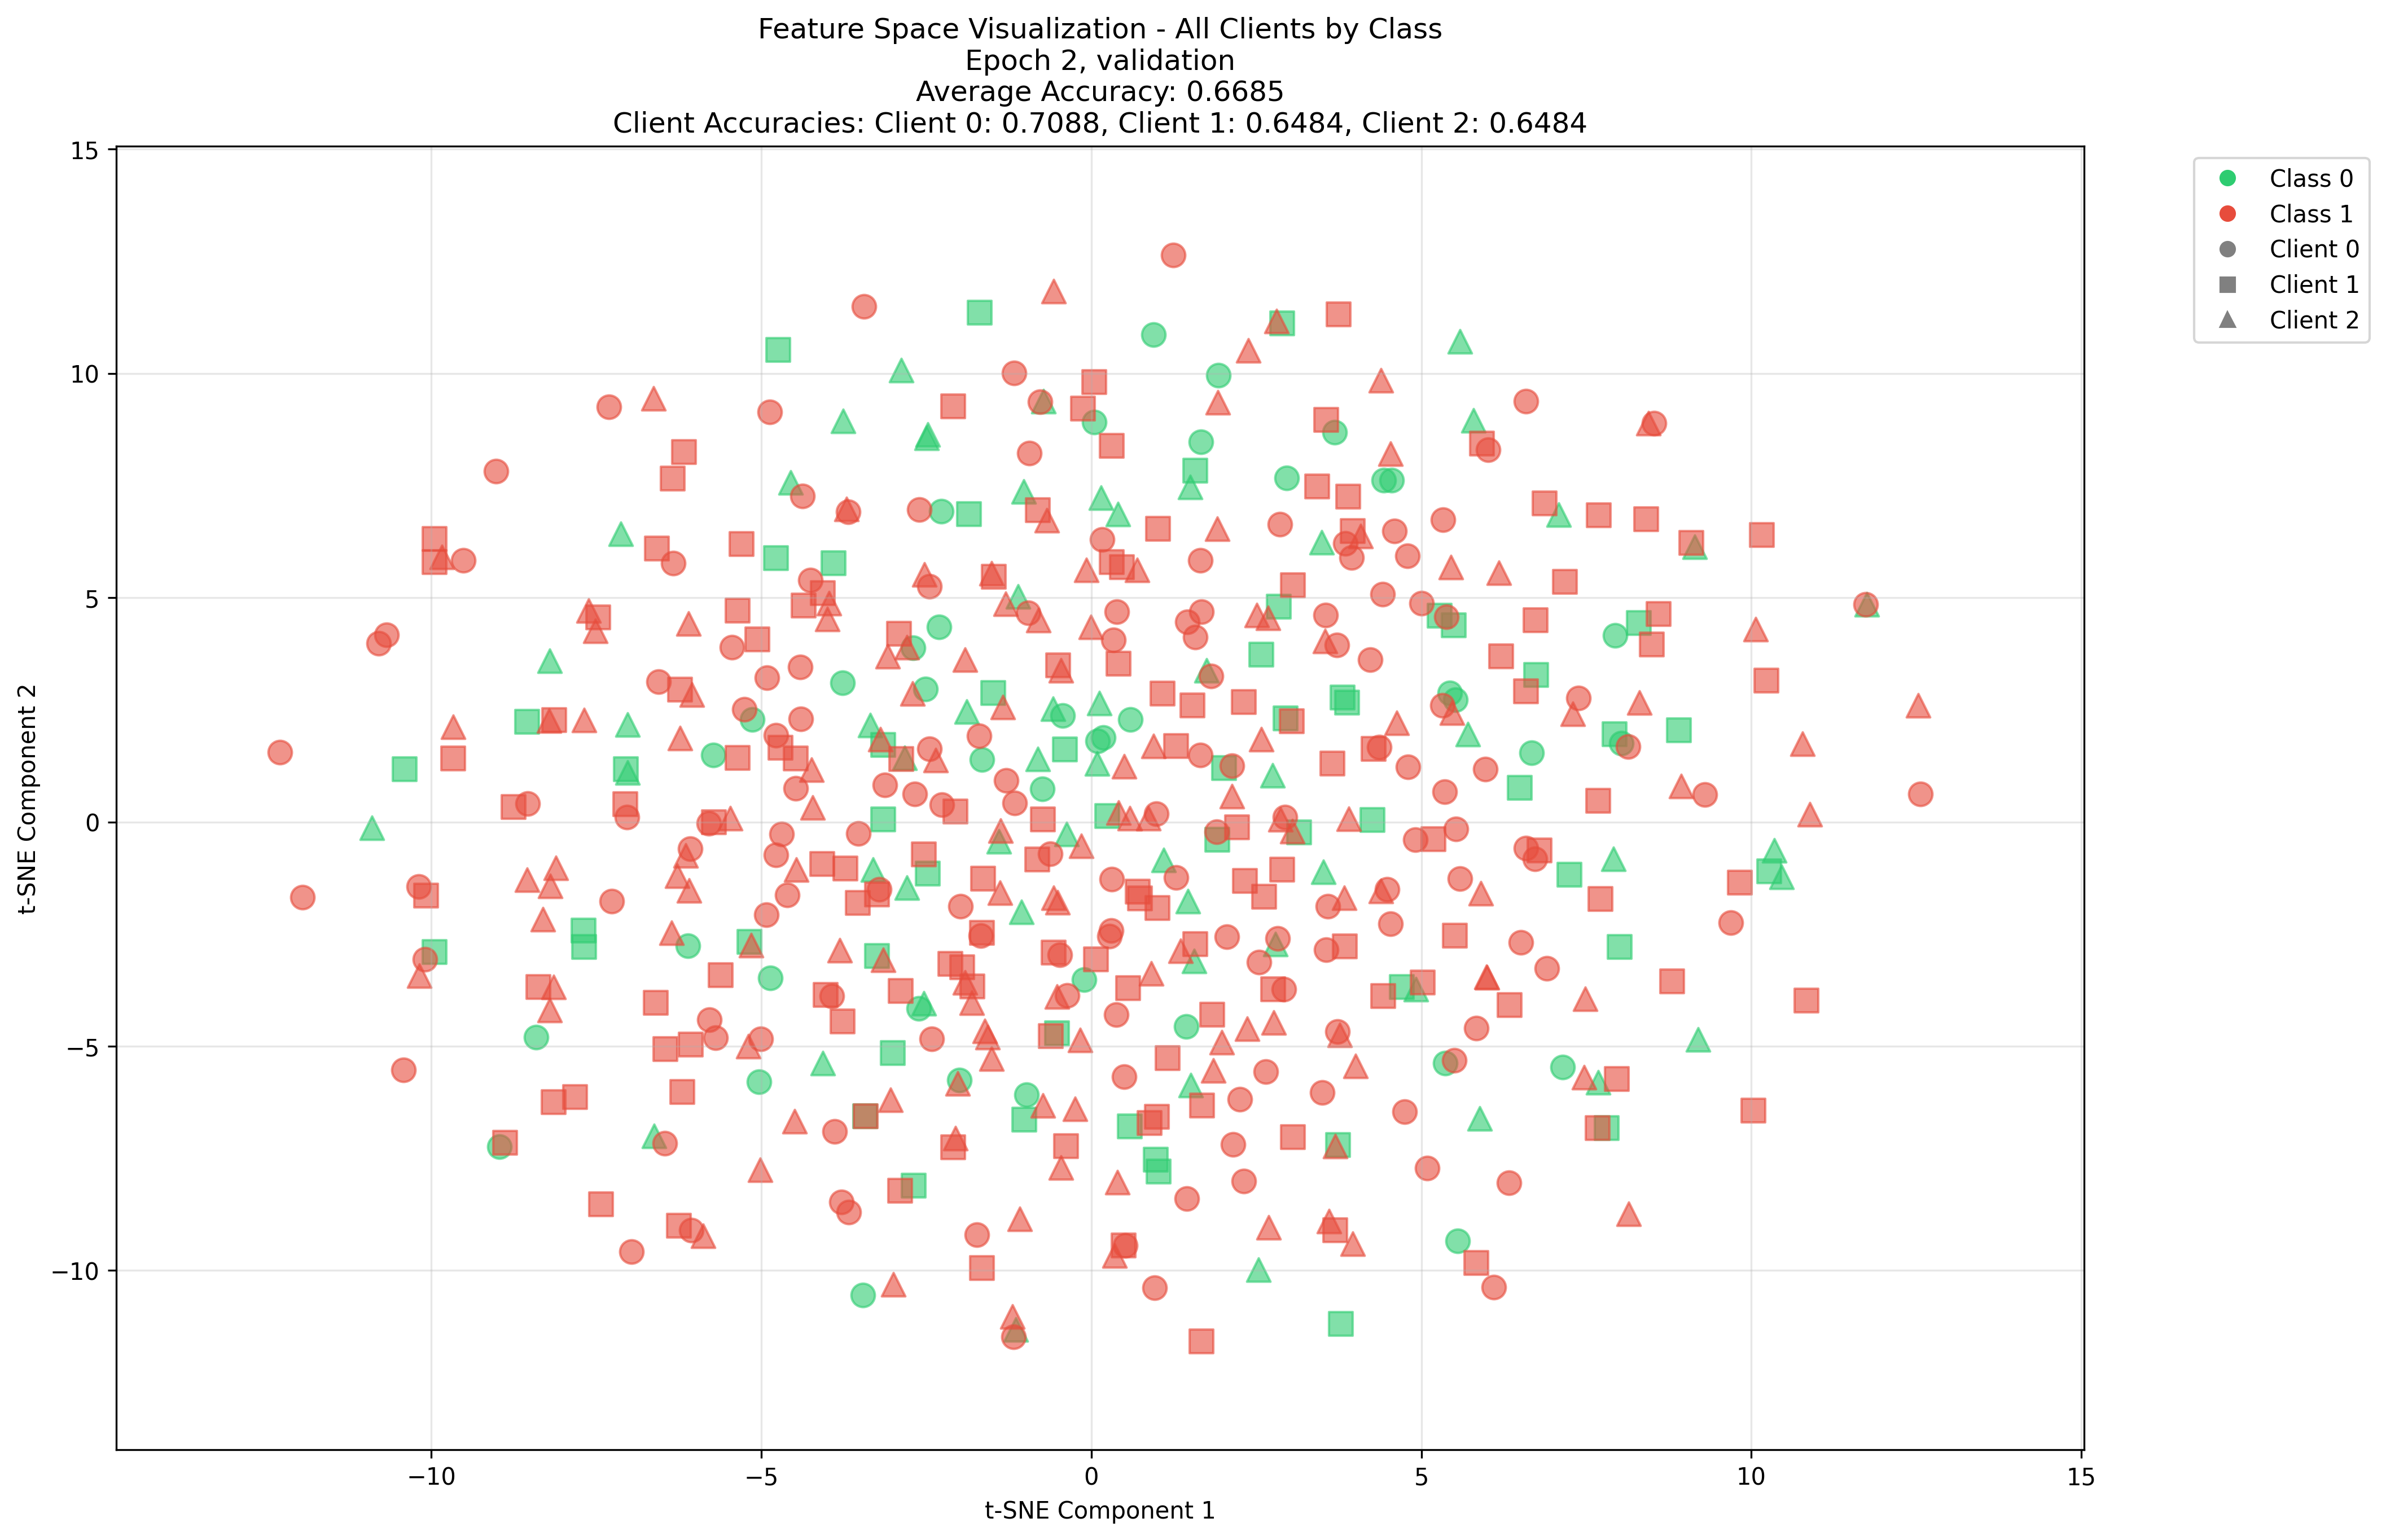 Feature Space Visualization - All Clients by Class
Epoch 2, validation
Average Accuracy: 0.6685
Client Accuracies: Client 0: 0.7088, Client 1: 0.6484, Client 2: 0.6484
15
10
5
0
−5
−10
t-SNE Component 2
−10
−5
0
5
10
15
t-SNE Component 1
Class 0
Class 1
Client 0
Client 1
Client 2